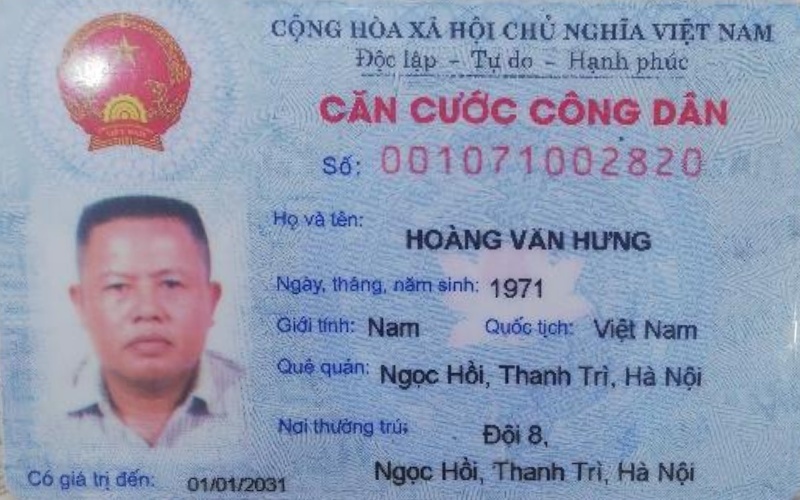 CỘNG HÒA XÃ HỘI CHỦ NGHĨA VIỆT NAM
Độc lập - Tự do - Hạnh phúc
CĂN CƯỚC CÔNG DÂN
Số: 001071002820
Họ và tên: HOÀNG VĂN HƯNG
Ngày, tháng, năm sinh: 1971
Giới tính: Nam Quốc tịch: Việt Nam
Quê quán: Ngọc Hồi, Thanh Trì, Hà Nội
Nơi thường trú: Đội 8,
Ngọc Hồi, Thanh Trì, Hà Nội
Có giá trị đến: 01/01/2031